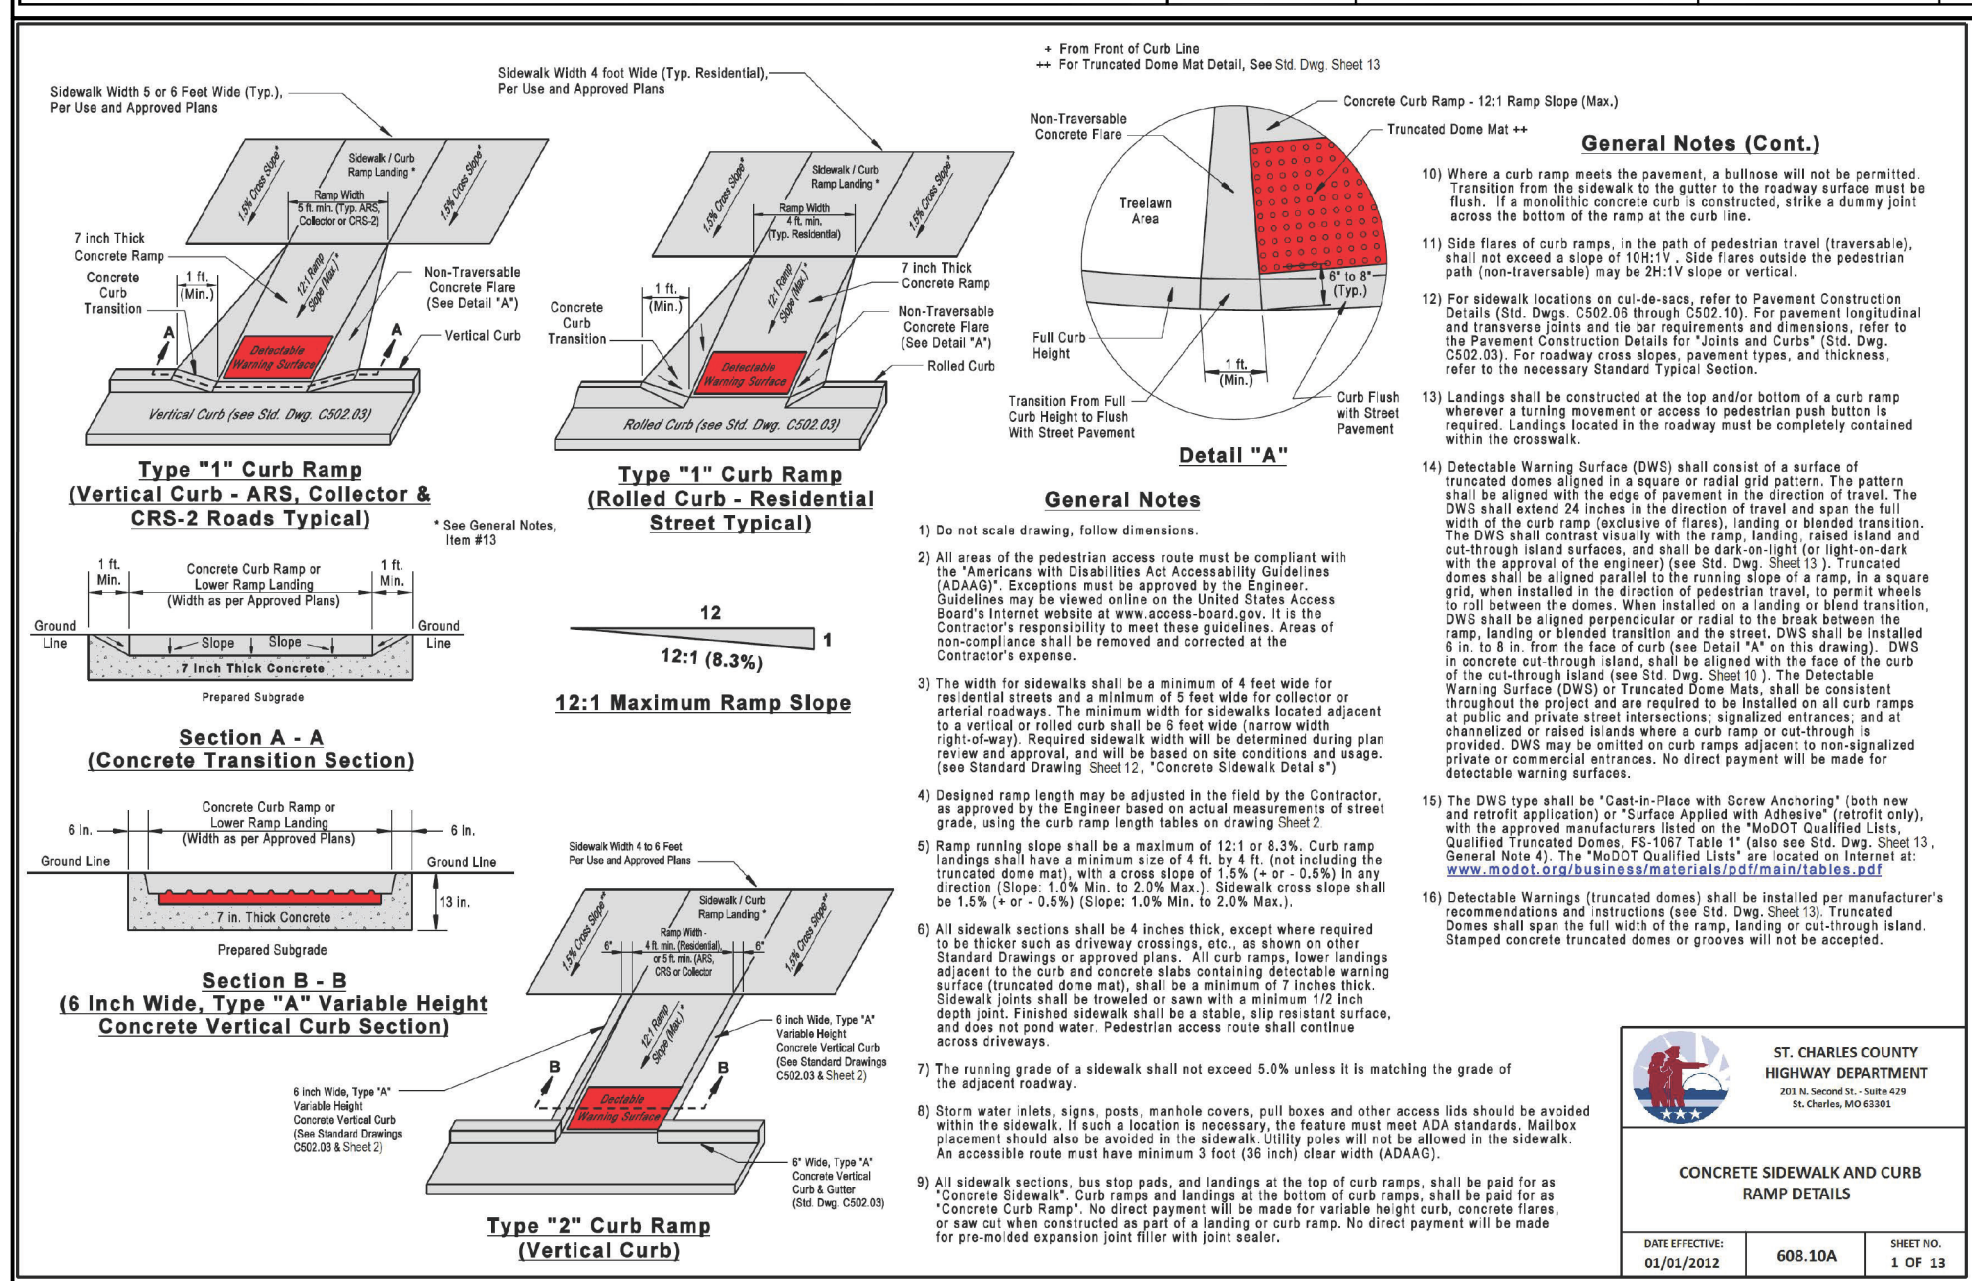 Sidewalk Width 5 or 6 Feet Wide (Typ.),
Per Use and Approved Plans
1.5% Cross Slope*
Sidewalk / Curb
Ramp Landing *
1.5% Cross Slope*
Ramp Width
5 ft. min. (Typ. ARS,
Collector or CRS-2)
7 inch Thick
Concrete Ramp
Concrete
Curb
Transition
1 ft.
(Min.)
12:1 Ramp
Slope (Max.)*
Non-Traversable
Concrete Flare
(See Detail "A")
A
A
Vertical Curb
Detectable
Warning Surface
Vertical Curb (see Std. Dwg. C502.03)
Type "1" Curb Ramp
(Vertical Curb - ARS, Collector &
CRS-2 Roads Typical)
* See General Notes,
Item #13
Sidewalk Width 4 foot Wide (Typ. Residential),
Per Use and Approved Plans
1.5% Cross Slope*
Sidewalk / Curb
Ramp Landing *
1.5% Cross Slope*
Ramp Width
4 ft. min.
(Typ. Residential)
7 inch Thick
Concrete Ramp
Concrete
Curb
Transition
1 ft.
(Min.)
12:1 Ramp
Slope (Max.)*
Non-Traversable
Concrete Flare
(See Detail "A")
Rolled Curb
Detectable
Warning Surface
Rolled Curb (see Std. Dwg. C502.03)
Type "1" Curb Ramp
(Rolled Curb - Residential
Street Typical)
1 ft.
Min.
Concrete Curb Ramp or
Lower Ramp Landing
(Width as per Approved Plans)
1 ft.
Min.
Ground
Line
Slope
Slope
Ground
Line
7 Inch Thick Concrete
Prepared Subgrade
Section A - A
(Concrete Transition Section)
12
1
12:1 (8.3%)
12:1 Maximum Ramp Slope
6 in.
Concrete Curb Ramp or
Lower Ramp Landing
(Width as per Approved Plans)
6 in.
Ground Line
Ground Line
13 in.
7 in. Thick Concrete
Prepared Subgrade
Section B - B
(6 Inch Wide, Type "A" Variable Height
Concrete Vertical Curb Section)
Sidewalk Width 4 to 6 Feet
Per Use and Approved Plans
1.5% Cross Slope**
Sidewalk / Curb
Ramp Landing *
1.5% Cross Slope**
Ramp Width -
6"
4 ft. min. (Residential),
6"
or 5 ft. min. (ARS,
CRS or Collector
12:1 Ramp
Slope (Max.)*
B
B
6 inch Wide, Type "A"
Variable Height
Concrete Vertical Curb
(See Standard Drawings
C502.03 & Sheet 2)
6 inch Wide, Type "A"
Variable Height
Concrete Vertical Curb
(See Standard Drawings
C502.03 & Sheet 2)
Dectable
Warning Surface
6" Wide, Type "A"
Concrete Vertical
Curb & Gutter
(Std. Dwg. C502.03)
Type "2" Curb Ramp
(Vertical Curb)
+ From Front of Curb Line
++ For Truncated Dome Mat Detail, See Std. Dwg. Sheet 13
Non-Traversable
Concrete Flare
Concrete Curb Ramp - 12:1 Ramp Slope (Max.)
Truncated Dome Mat ++
Treelawn
Area
6" to 8"
(Typ.)
Full Curb
Height
1 ft.
(Min.)
Transition From Full
Curb Height to Flush
With Street Pavement
Curb Flush
with Street
Pavement
Detail "A"
General Notes
1) Do not scale drawing, follow dimensions.
2) All areas of the pedestrian access route must be compliant with
the "Americans with Disabilities Act Accessability Guidelines
(ADAAG)". Exceptions must be approved by the Engineer.
Guidelines may be viewed online on the United States Access
Board's Internet website at www.access-board.gov. It is the
Contractor's responsibility to meet these guidelines. Areas of
non-compliance shall be removed and corrected at the
Contractor's expense.
3) The width for sidewalks shall be a minimum of 4 feet wide for
residential streets and a minimum of 5 feet wide for collector or
arterial roadways. The minimum width for sidewalks located adjacent
to a vertical or rolled curb shall be 6 feet wide (narrow width
right-of-way). Required sidewalk width will be determined during plan
review and approval, and will be based on site conditions and usage.
(see Standard Drawing Sheet 12, "Concrete Sidewalk Detai s")
4) Designed ramp length may be adjusted in the field by the Contractor,
as approved by the Engineer based on actual measurements of street
grade, using the curb ramp length tables on drawing Sheet 2.
5) Ramp running slope shall be a maximum of 12:1 or 8.3%. Curb ramp
landings shall have a minimum size of 4 ft. by 4 ft. (not including the
truncated dome mat), with a cross slope of 1.5% (+ or - 0.5%) in any
direction (Slope: 1.0% Min. to 2.0% Max.). Sidewalk cross slope shall
be 1.5% (+ or - 0.5%) (Slope: 1.0% Min. to 2.0% Max.).
6) All sidewalk sections shall be 4 inches thick, except where required
to be thicker such as driveway crossings, etc., as shown on other
Standard Drawings or approved plans. All curb ramps, lower landings
adjacent to the curb and concrete slabs containing detectable warning
surface (truncated dome mat), shall be a minimum of 7 inches thick.
Sidewalk joints shall be troweled or sawn with a minimum 1/2 inch
depth joint. Finished sidewalk shall be a stable, slip resistant surface,
and does not pond water. Pedestrian access route shall continue
across driveways.
7) The running grade of a sidewalk shall not exceed 5.0% unless it is matching the grade of
the adjacent roadway.
8) Storm water inlets, signs, posts, manhole covers, pull boxes and other access lids should be avoided
within the sidewalk. If such a location is necessary, the feature must meet ADA standards. Mailbox
placement should also be avoided in the sidewalk. Utility poles will not be allowed in the sidewalk.
An accessible route must have minimum 3 foot (36 inch) clear width (ADAAG).
9) All sidewalk sections, bus stop pads, and landings at the top of curb ramps, shall be paid for as
"Concrete Sidewalk". Curb ramps and landings at the bottom of curb ramps, shall be paid for as
"Concrete Curb Ramp". No direct payment will be made for variable height curb, concrete flares,
or saw cut when constructed as part of a landing or curb ramp. No direct payment will be made
for pre-molded expansion joint filler with joint sealer.
General Notes (Cont.)
10) Where a curb ramp meets the pavement, a bullnose will not be permitted.
Transition from the sidewalk to the gutter to the roadway surface must be
flush. If a monolithic concrete curb is constructed, strike a dummy joint
across the bottom of the ramp at the curb line.
11) Side flares of curb ramps, in the path of pedestrian travel (traversable),
shall not exceed a slope of 10H:1V . Side flares outside the pedestrian
path (non-traversable) may be 2H:1V slope or vertical.
12) For sidewalk locations on cul-de-sacs, refer to Pavement Construction
Details (Std. Dwgs. C502.06 through C502.10). For pavement longitudinal
and transverse joints and tie bar requirements and dimensions, refer to
the Pavement Construction Details for "Joints and Curbs" (Std. Dwg.
C502.03). For roadway cross slopes, pavement types, and thickness,
refer to the necessary Standard Typical Section.
13) Landings shall be constructed at the top and/or bottom of a curb ramp
wherever a turning movement or access to pedestrian push button is
required. Landings located in the roadway must be completely contained
within the crosswalk.
14) Detectable Warning Surface (DWS) shall consist of a surface of
truncated domes aligned in a square or radial grid pattern. The pattern
shall be aligned with the edge of pavement in the direction of travel. The
DWS shall extend 24 inches in the direction of travel and span the full
width of the curb ramp (exclusive of flares), landing or blended transition.
The DWS shall contrast visually with the ramp, landing, raised island and
cut-through island surfaces, and shall be dark-on-light (or light-on-dark
with the approval of the engineer) (see Std. Dwg. Sheet 13 ). Truncated
domes shall be aligned parallel to the running slope of a ramp, in a square
grid, when installed in the direction of pedestrian travel, to permit wheels
to roll between the domes. When installed on a landing or blend transition,
DWS shall be aligned perpendicular or radial to the break between the
ramp, landing or blended transition and the street. DWS shall be installed
6 in. to 8 in. from the face of curb (see Detail "A" on this drawing). DWS
in concrete cut-through island, shall be aligned with the face of the curb
of the cut-through island (see Std. Dwg. Sheet 10 ). The Detectable
Warning Surface (DWS) or Truncated Dome Mats, shall be consistent
throughout the project and are required to be installed on all curb ramps
at public and private street intersections; signalized entrances; and at
channelized or raised islands where a curb ramp or cut-through is
provided. DWS may be omitted on curb ramps adjacent to non-signalized
private or commercial entrances. No direct payment will be made for
detectable warning surfaces.
15) The DWS type shall be "Cast-in-Place with Screw Anchoring" (both new
and retrofit application) or "Surface Applied with Adhesive" (retrofit only),
with the approved manufacturers listed on the "MoDOT Qualified Lists,
Qualified Truncated Domes, FS-1067 Table 1" (also see Std. Dwg. Sheet 13 ,
General Note 4). The "MoDOT Qualified Lists" are located on Internet at:
www.modot.org/business/materials/pdf/main/tables.pdf
16) Detectable Warnings (truncated domes) shall be installed per manufacturer's
recommendations and instructions (see Std. Dwg. Sheet 13). Truncated
Domes shall span the full width of the ramp, landing or cut-through island.
Stamped concrete truncated domes or grooves will not be accepted.
ST. CHARLES COUNTY
HIGHWAY DEPARTMENT
201 N. Second St. - Suite 429
St. Charles, MO 63301
CONCRETE SIDEWALK AND CURB
RAMP DETAILS
DATE EFFECTIVE:
01/01/2012
608.10A
SHEET NO.
1 OF 13